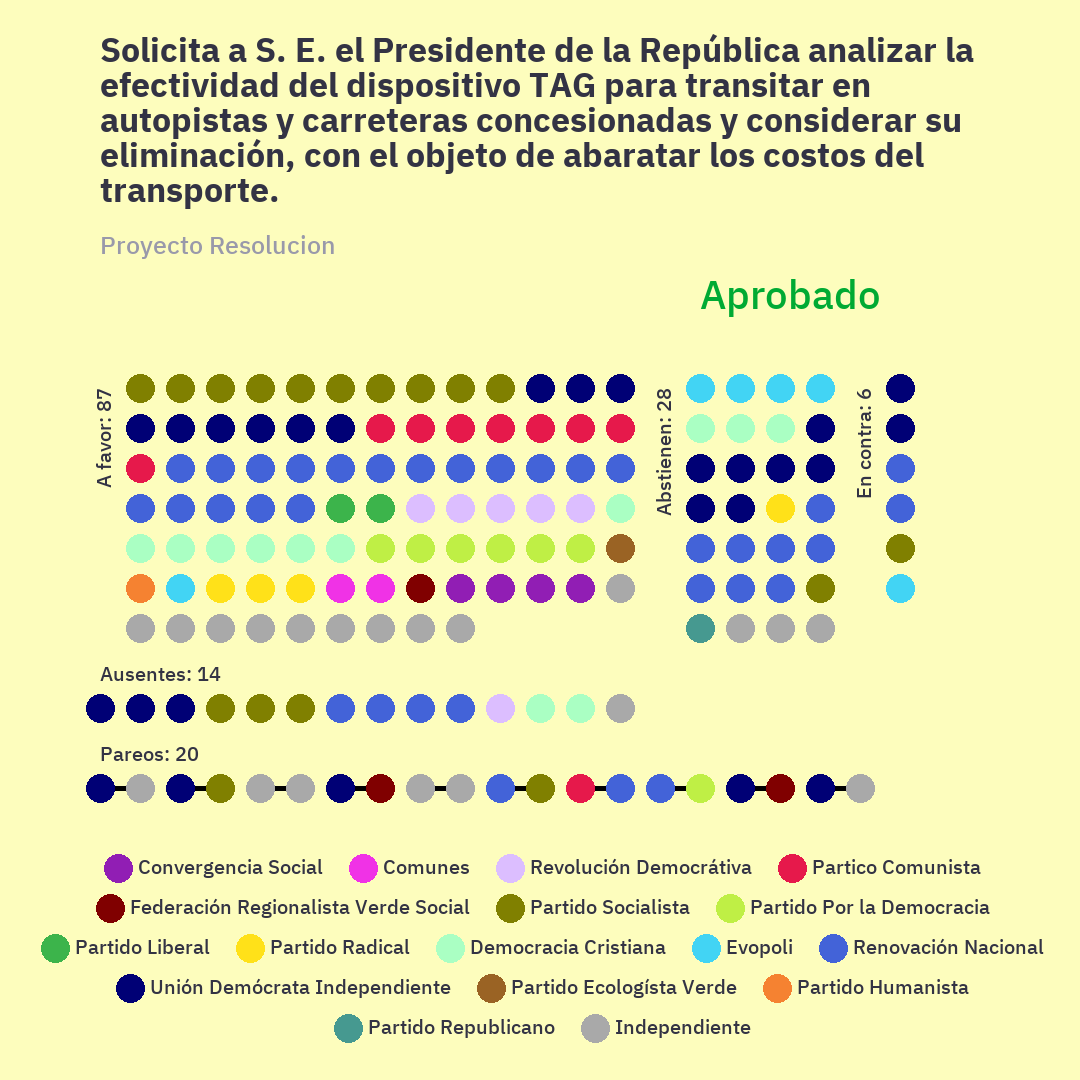 Solicita a S. E. el Presidente de la República analizar la
efectividad del dispositivo TAG para transitar en
autopistas y carreteras concesionadas y considerar su
eliminación, con el objeto de abaratar los costos del
transporte.
Proyecto Resolucion
Aprobado
A favor: 87
Abstienen: 28
En contra: 6
Ausentes: 14
Pareos: 20
Convergencia Social
Comunes
Revolución Democrátiva
Partico Comunista
Federación Regionalista Verde Social
Partido Socialista
Partido Por la Democracia
Partido Liberal
Partido Radical
Democracia Cristiana
Evopoli
Renovación Nacional
Unión Demócrata Independiente
Partido Ecologísta Verde
Partido Humanista
Partido Republicano
Independiente